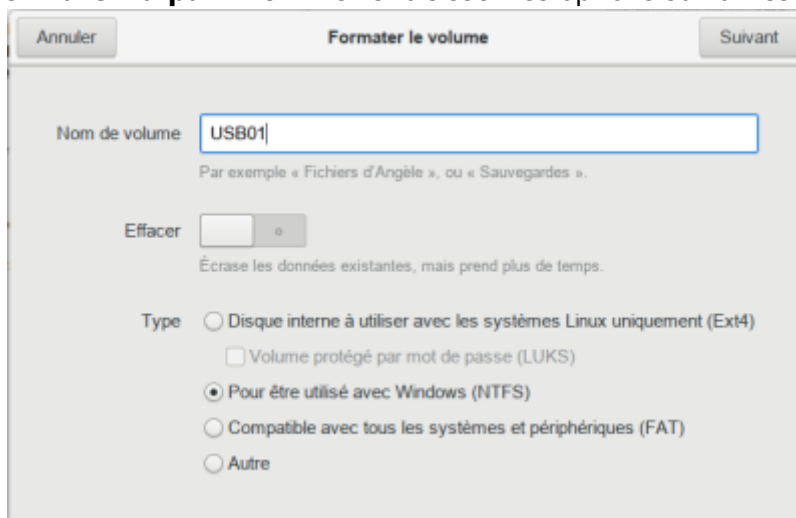 Annuler Formater le volume Suivant
Nom de volume USB01
Par exemple « Fichiers d'Angèle », ou « Sauvegardes ».
Effacer
Écrase les données existantes, mais prend plus de temps.
Type Disque interne à utiliser avec les systèmes Linux uniquement (Ext4)
Volume protégé par mot de passe (LUKS)
Pour être utilisé avec Windows (NTFS)
Compatible avec tous les systèmes et périphériques (FAT)
Autre